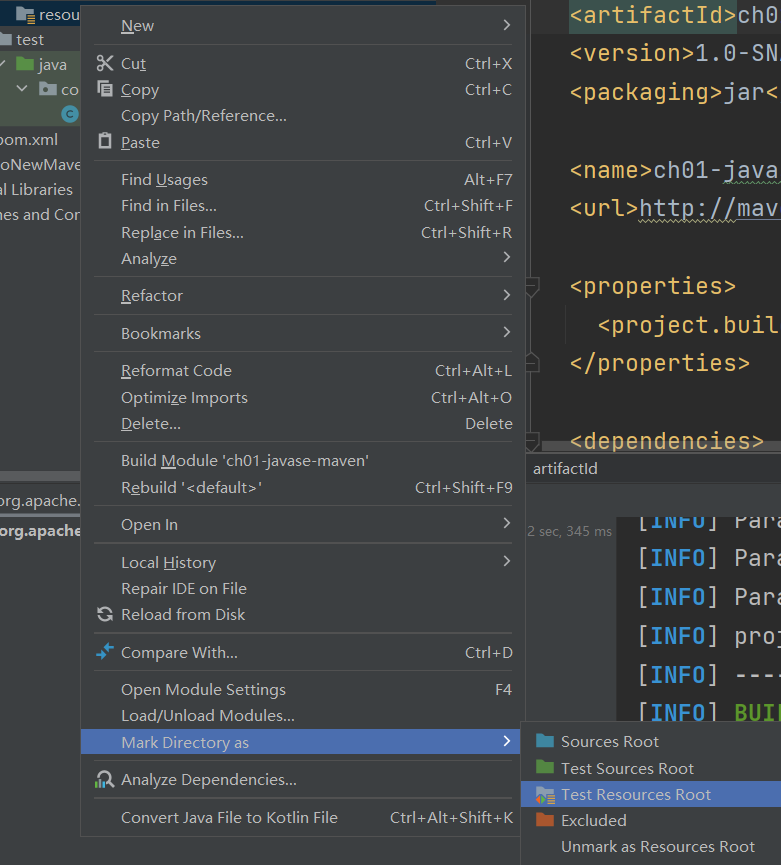 resou
test
java
co
pom.xml
oNewMave
al Libraries
nes and Cor
org.apache.
org.apache
New
Cut Ctrl+X
Copy Ctrl+C
Copy Path/Reference...
Paste Ctrl+V
Find Usages Alt+F7
Find in Files... Ctrl+Shift+F
Replace in Files... Ctrl+Shift+R
Analyze
Refactor
Bookmarks
Reformat Code Ctrl+Alt+L
Optimize Imports Ctrl+Alt+O
Delete... Delete
Build Module 'ch01-javase-maven'
Rebuild '<default>' Ctrl+Shift+F9
Open In
Local History
Repair IDE on File
Reload from Disk
Compare With... Ctrl+D
Open Module Settings F4
Load/Unload Modules...
Mark Directory as
Analyze Dependencies...
Convert Java File to Kotlin File Ctrl+Alt+Shift+K
Sources Root
Test Sources Root
Test Resources Root
Excluded
Unmark as Resources Root
<artifactId>ch0
<version>1.0-SN
<packaging>jar<
<name>ch01-java
<url>http://mav
<properties>
<project.buil
</properties>
<dependencies>
artifactId
2 sec, 345 ms
[INFO] Para
[INFO] Para
[INFO] Para
[INFO] proj
[INFO] ----
[INFO] BUI